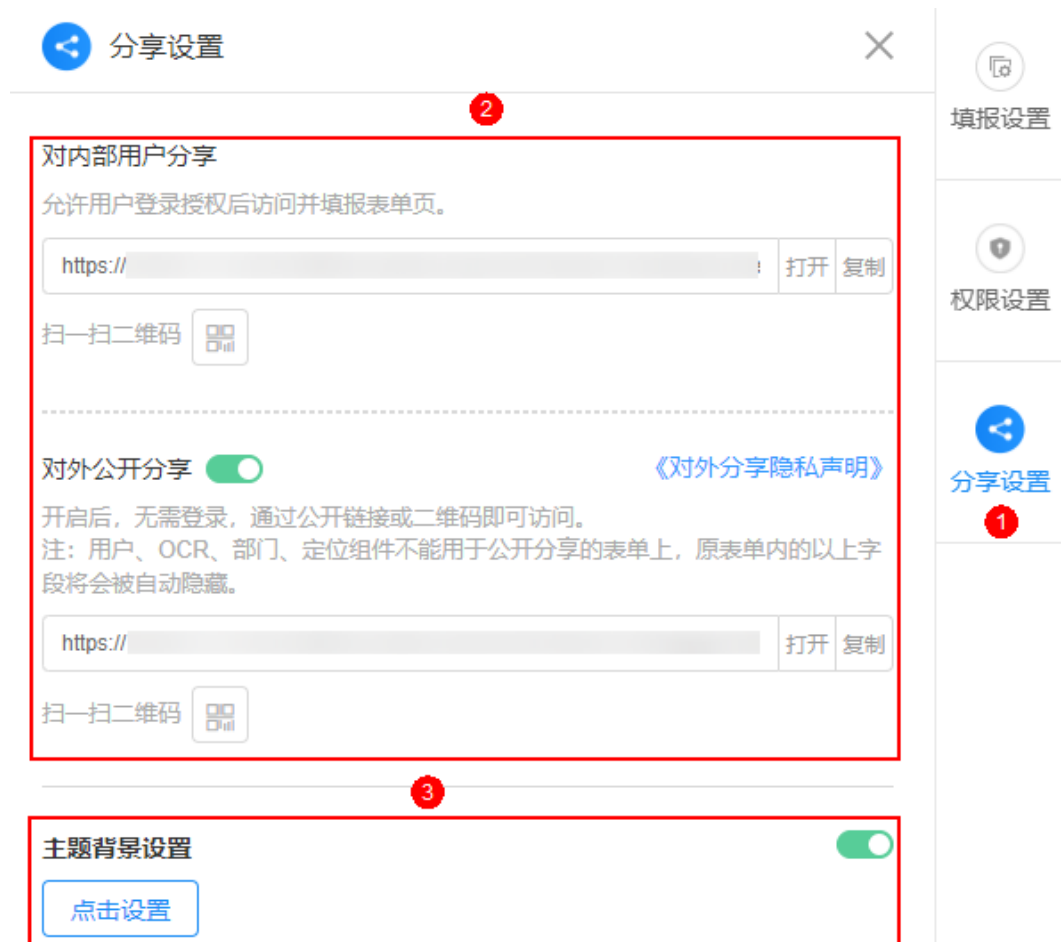 分享设置
填报设置
2
对内部用户分享
允许用户登录授权后访问并填报表单页。
https://
打开 复制
权限设置
扫一扫二维码
对外公开分享 《对外分享隐私声明》
分享设置
1
开启后，无需登录，通过公开链接或二维码即可访问。
注：用户、OCR、部门、定位组件不能用于公开分享的表单上，原表单内的以上字
段将会被自动隐藏。
https://
打开 复制
扫一扫二维码
3
主题背景设置
点击设置